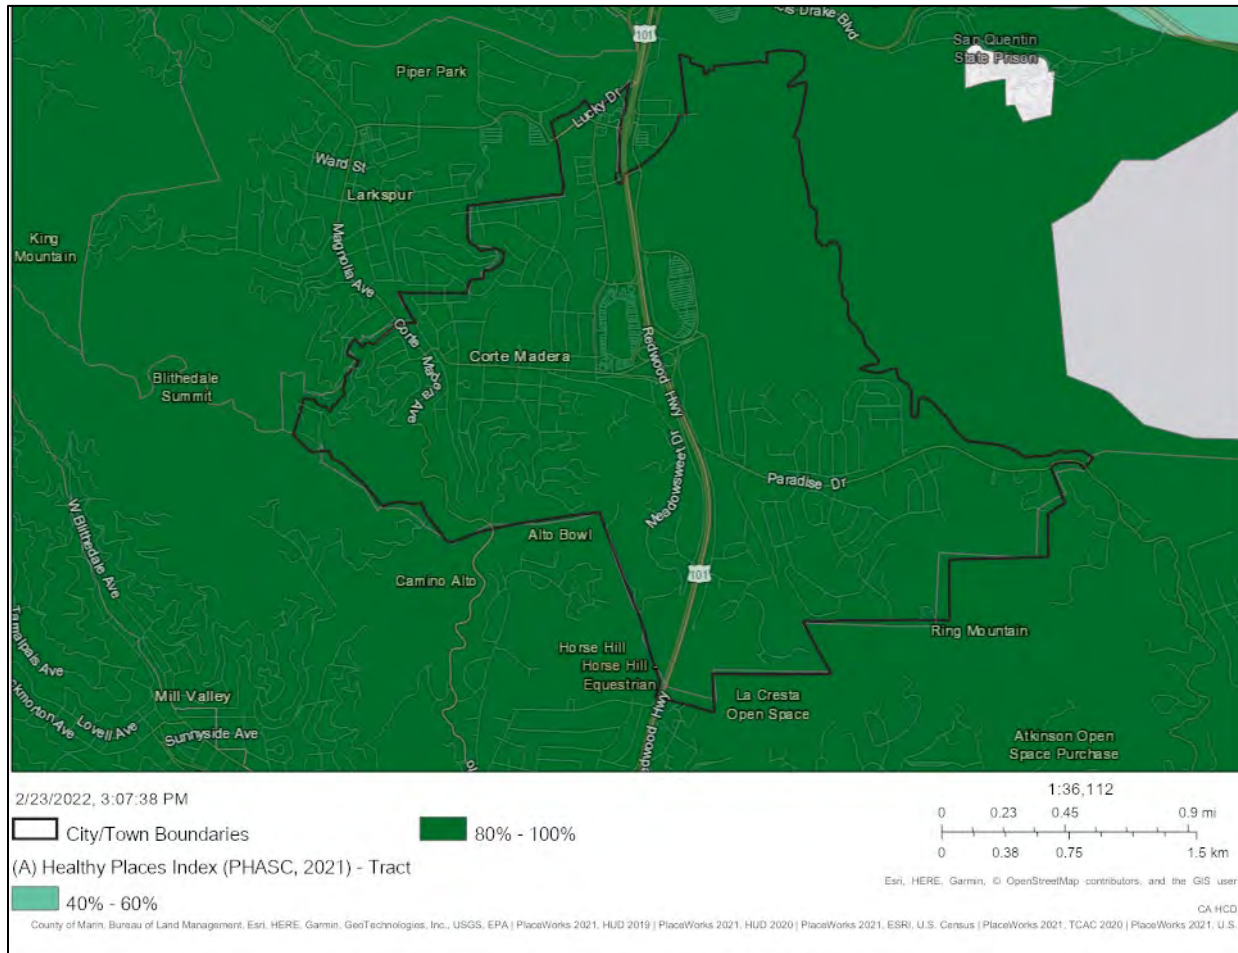 101
cis Drake Blvd
San Quentin
State Prison
Piper Park
Lucky Dr
Ward St
Larkspur
King
Mountain
Magnolia Ave
Corte Madera Ave
Corte Madera
Redwood Hwy
Blithedale
Summit
Meadowsweet Dr
Paradise Dr
W Blithedale Ave
Alto Bowl
101
Camino Alto
Tamalpais Ave
Ring Mountain
Horse Hill
Horse Hill -
Equestrian
Mill Valley
La Cresta
Open Space
ckmorton Ave
Lovell Ave
Sunnyside Ave
edwood Hwy
Atkinson Open
Space Purchase
2/23/2022, 3:07:38 PM
City/Town Boundaries
80% - 100%
(A) Healthy Places Index (PHASC, 2021) - Tract
40% - 60%
1:36,112
0 0.23 0.45 0.9 mi
0 0.38 0.75 1.5 km
Esri, HERE, Garmin, © OpenStreetMap contributors, and the GIS user
CA HCD
County of Marin, Bureau of Land Management, Esri, HERE, Garmin, GeoTechnologies, Inc., USGS, EPA | PlaceWorks 2021, HUD 2019 | PlaceWorks 2021, HUD 2020 | PlaceWorks 2021, ESRI, U.S. Census | PlaceWorks 2021, TCAC 2020 | PlaceWorks 2021, U.S.